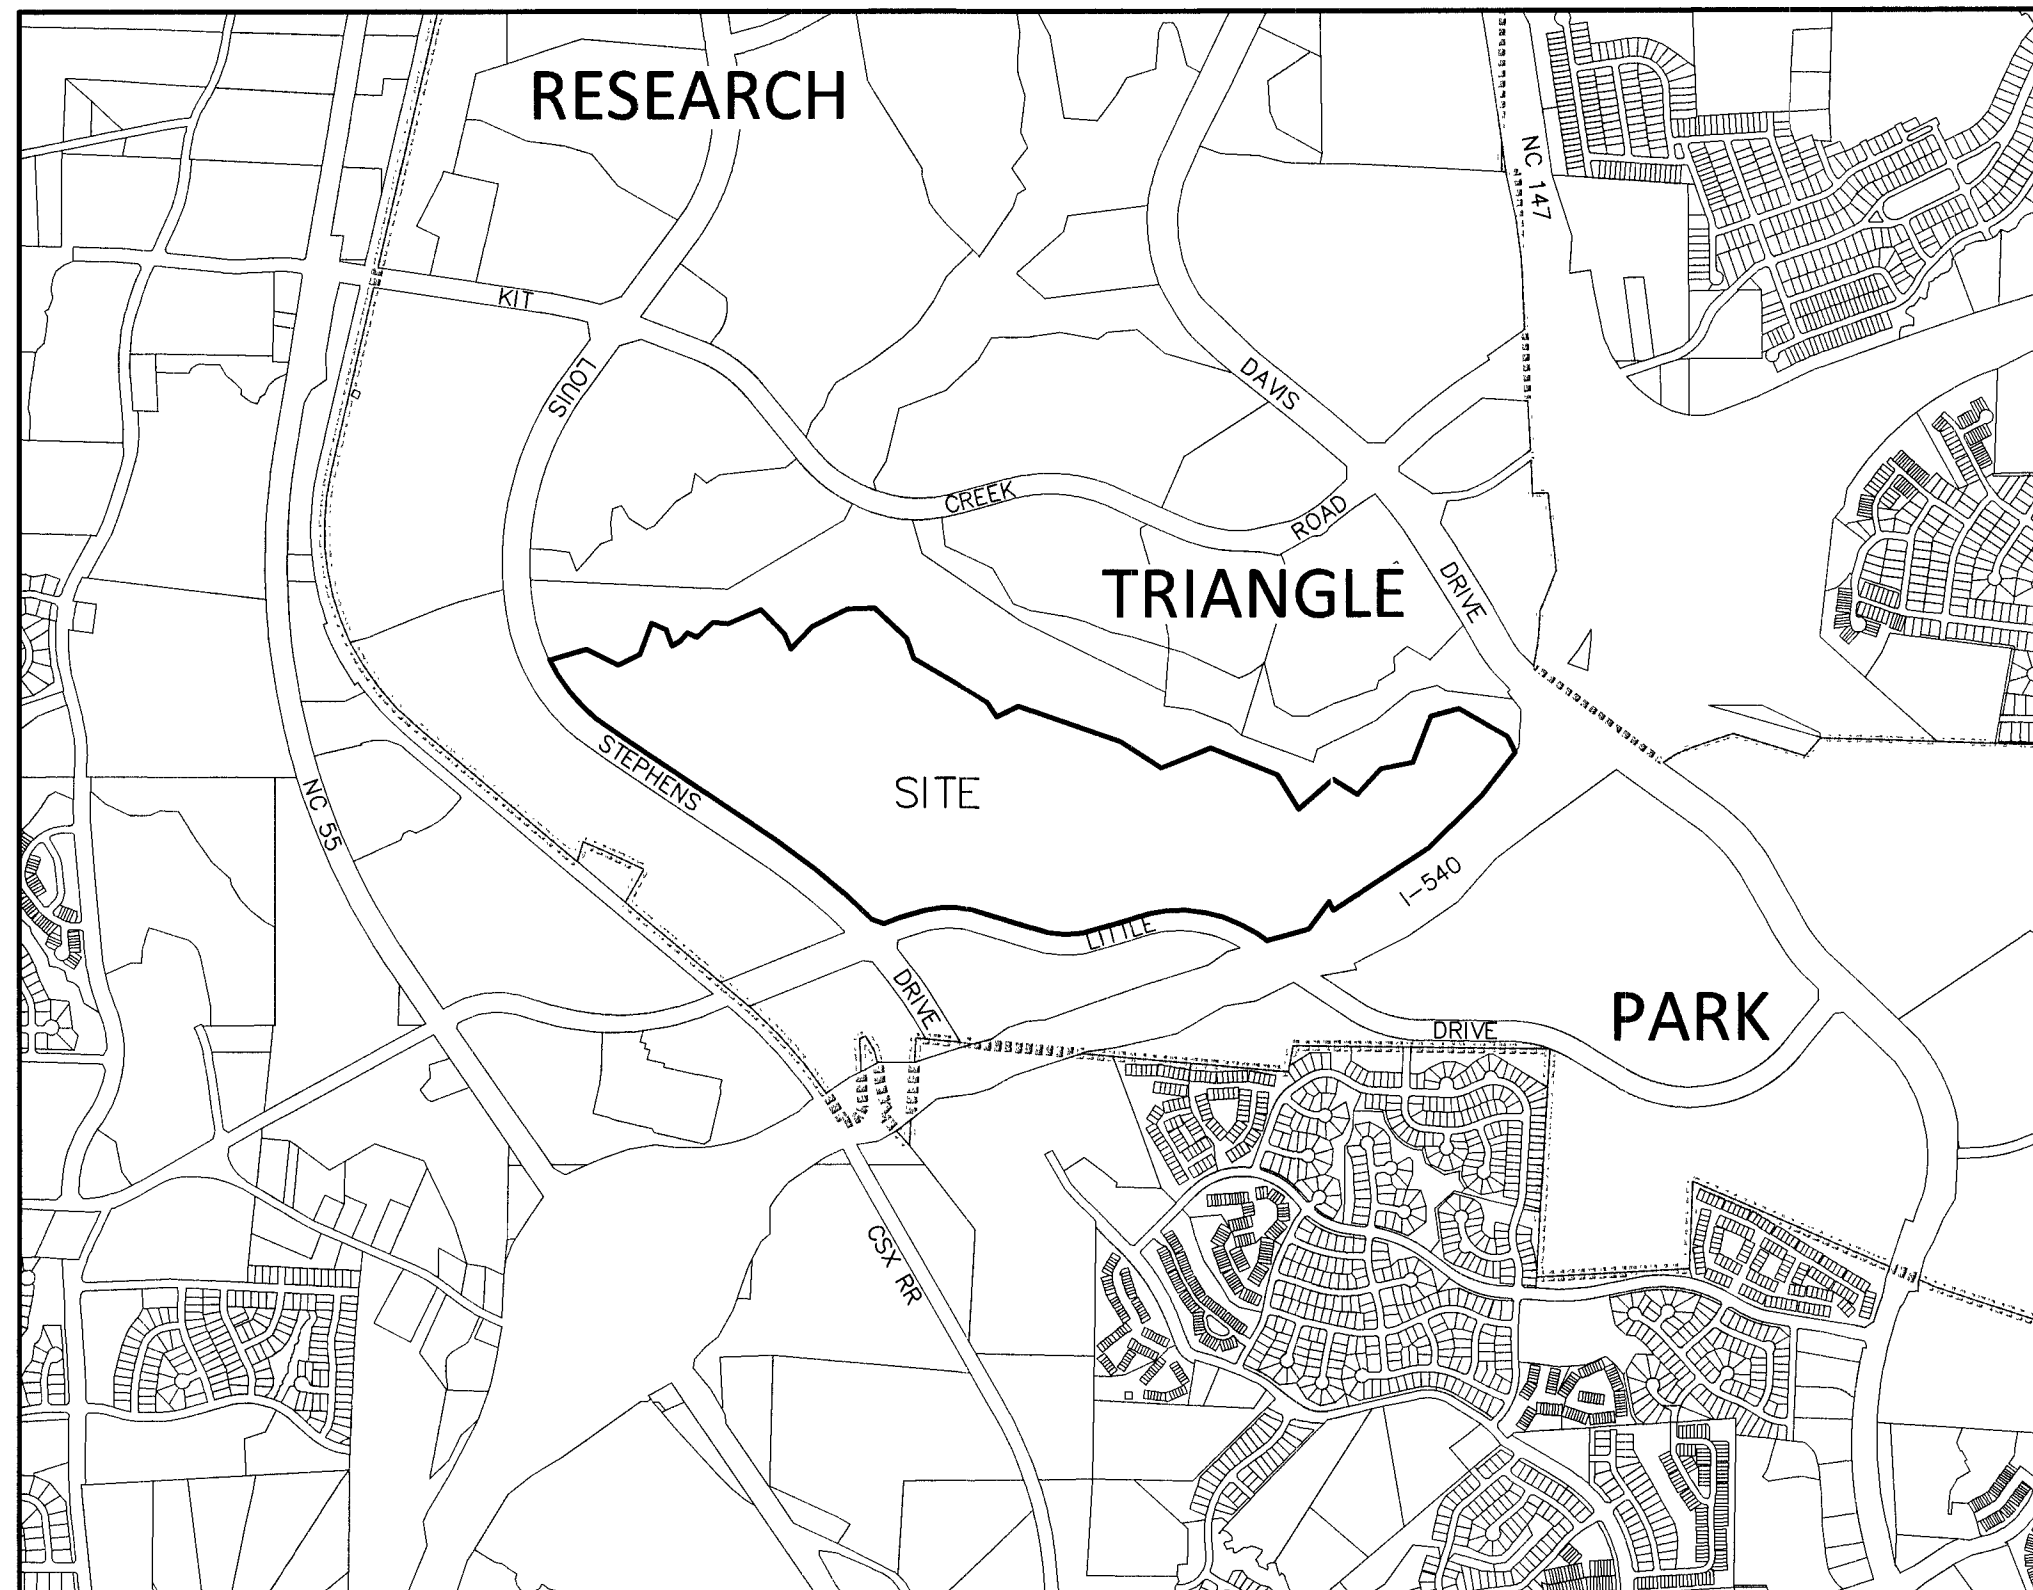 RESEARCH
NC 147
KIT
LOUIS
DAVIS
CREEK
ROAD
TRIANGLE
DRIVE
STEPHENS
SITE
NC 55
I-540
LITTLE
DRIVE
DRIVE
PARK
CSX RR